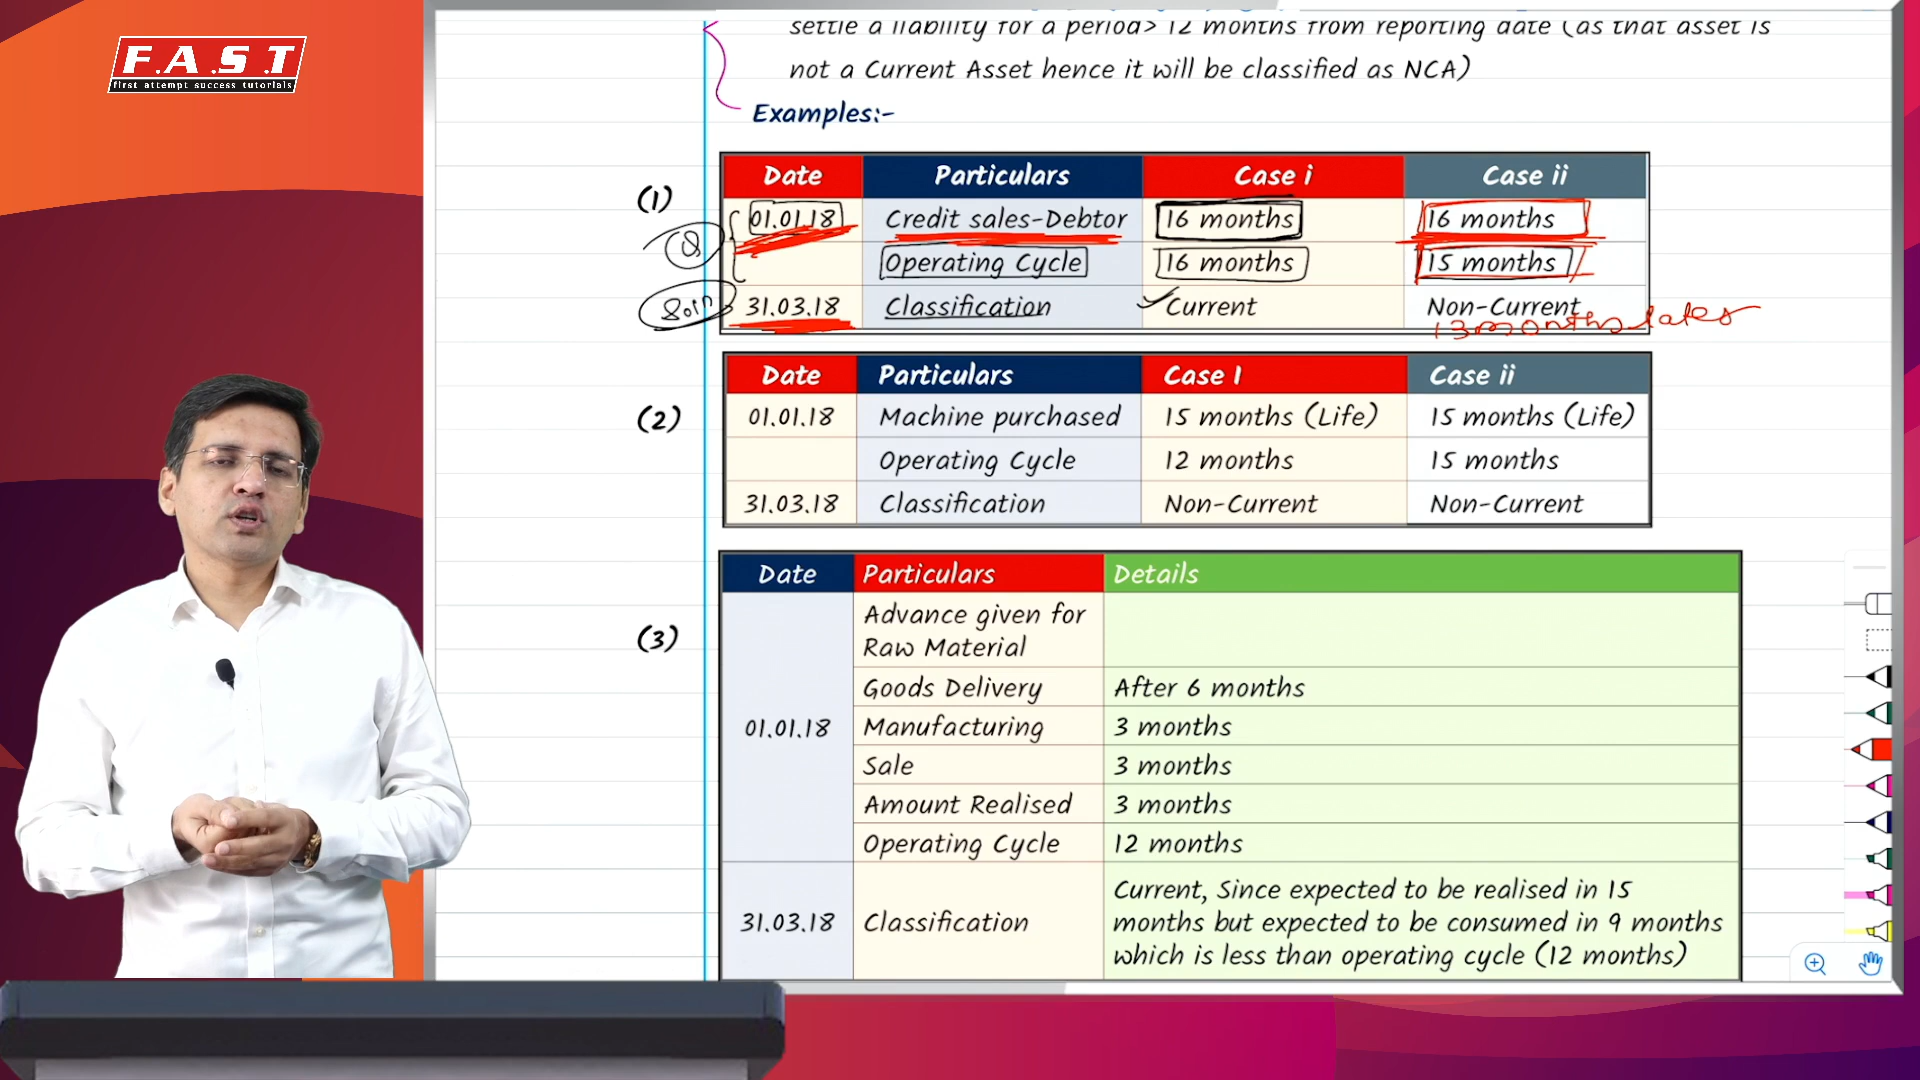 F.A.S.T
first attempt success tutorials
settle a liability for a period> 12 months from reporting date (as that asset is
not a Current Asset hence it will be classified as NCA)
Examples:-
(1)
Date Particulars Case i Case ii
01.01.18 Credit sales-Debtor 16 months 16 months
Operating Cycle 16 months 15 months
Soln 31.03.18 Classification Current Non-Current
13 months later
(2)
Date Particulars Case I Case ii
01.01.18 Machine purchased 15 months (Life) 15 months (Life)
Operating Cycle 12 months 15 months
31.03.18 Classification Non-Current Non-Current
(3)
Date Particulars Details
01.01.18
Advance given for
Raw Material
Goods Delivery After 6 months
Manufacturing 3 months
Sale 3 months
Amount Realised 3 months
Operating Cycle 12 months
31.03.18 Classification
Current, Since expected to be realised in 15
months but expected to be consumed in 9 months
which is less than operating cycle (12 months)